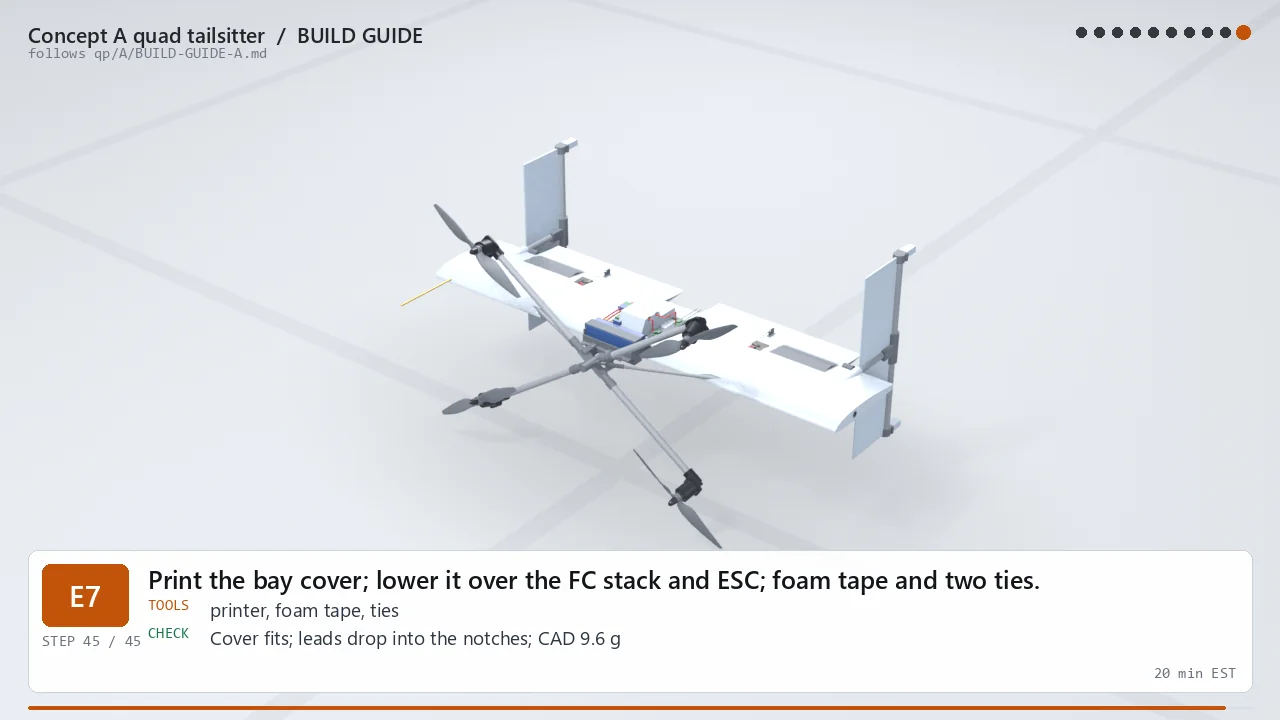 Concept A quad tailsitter / BUILD GUIDE
follows qp/A/BUILD-GUIDE-A.md
E7
STEP 45 / 45
Print the bay cover; lower it over the FC stack and ESC; foam tape and two ties.
TOOLS printer, foam tape, ties
CHECK Cover fits; leads drop into the notches; CAD 9.6 g
20 min EST